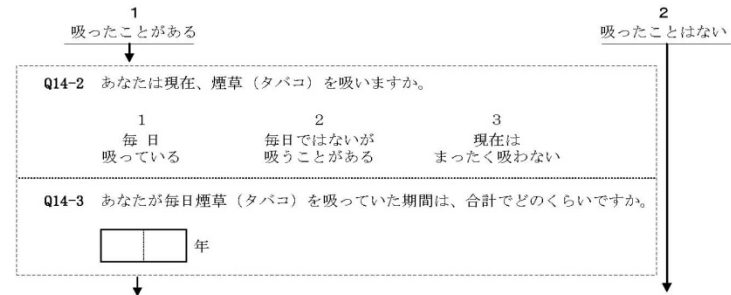 1
吸ったことがある
2
吸ったことはない
Q14-2 あなたは現在、煙草（タバコ）を吸いますか。
1 2 3
毎 日 毎日ではないが 現在は
吸っている 吸うことがある まったく吸わない
Q14-3 あなたが毎日煙草（タバコ）を吸っていた期間は、合計でどのくらいですか。
年